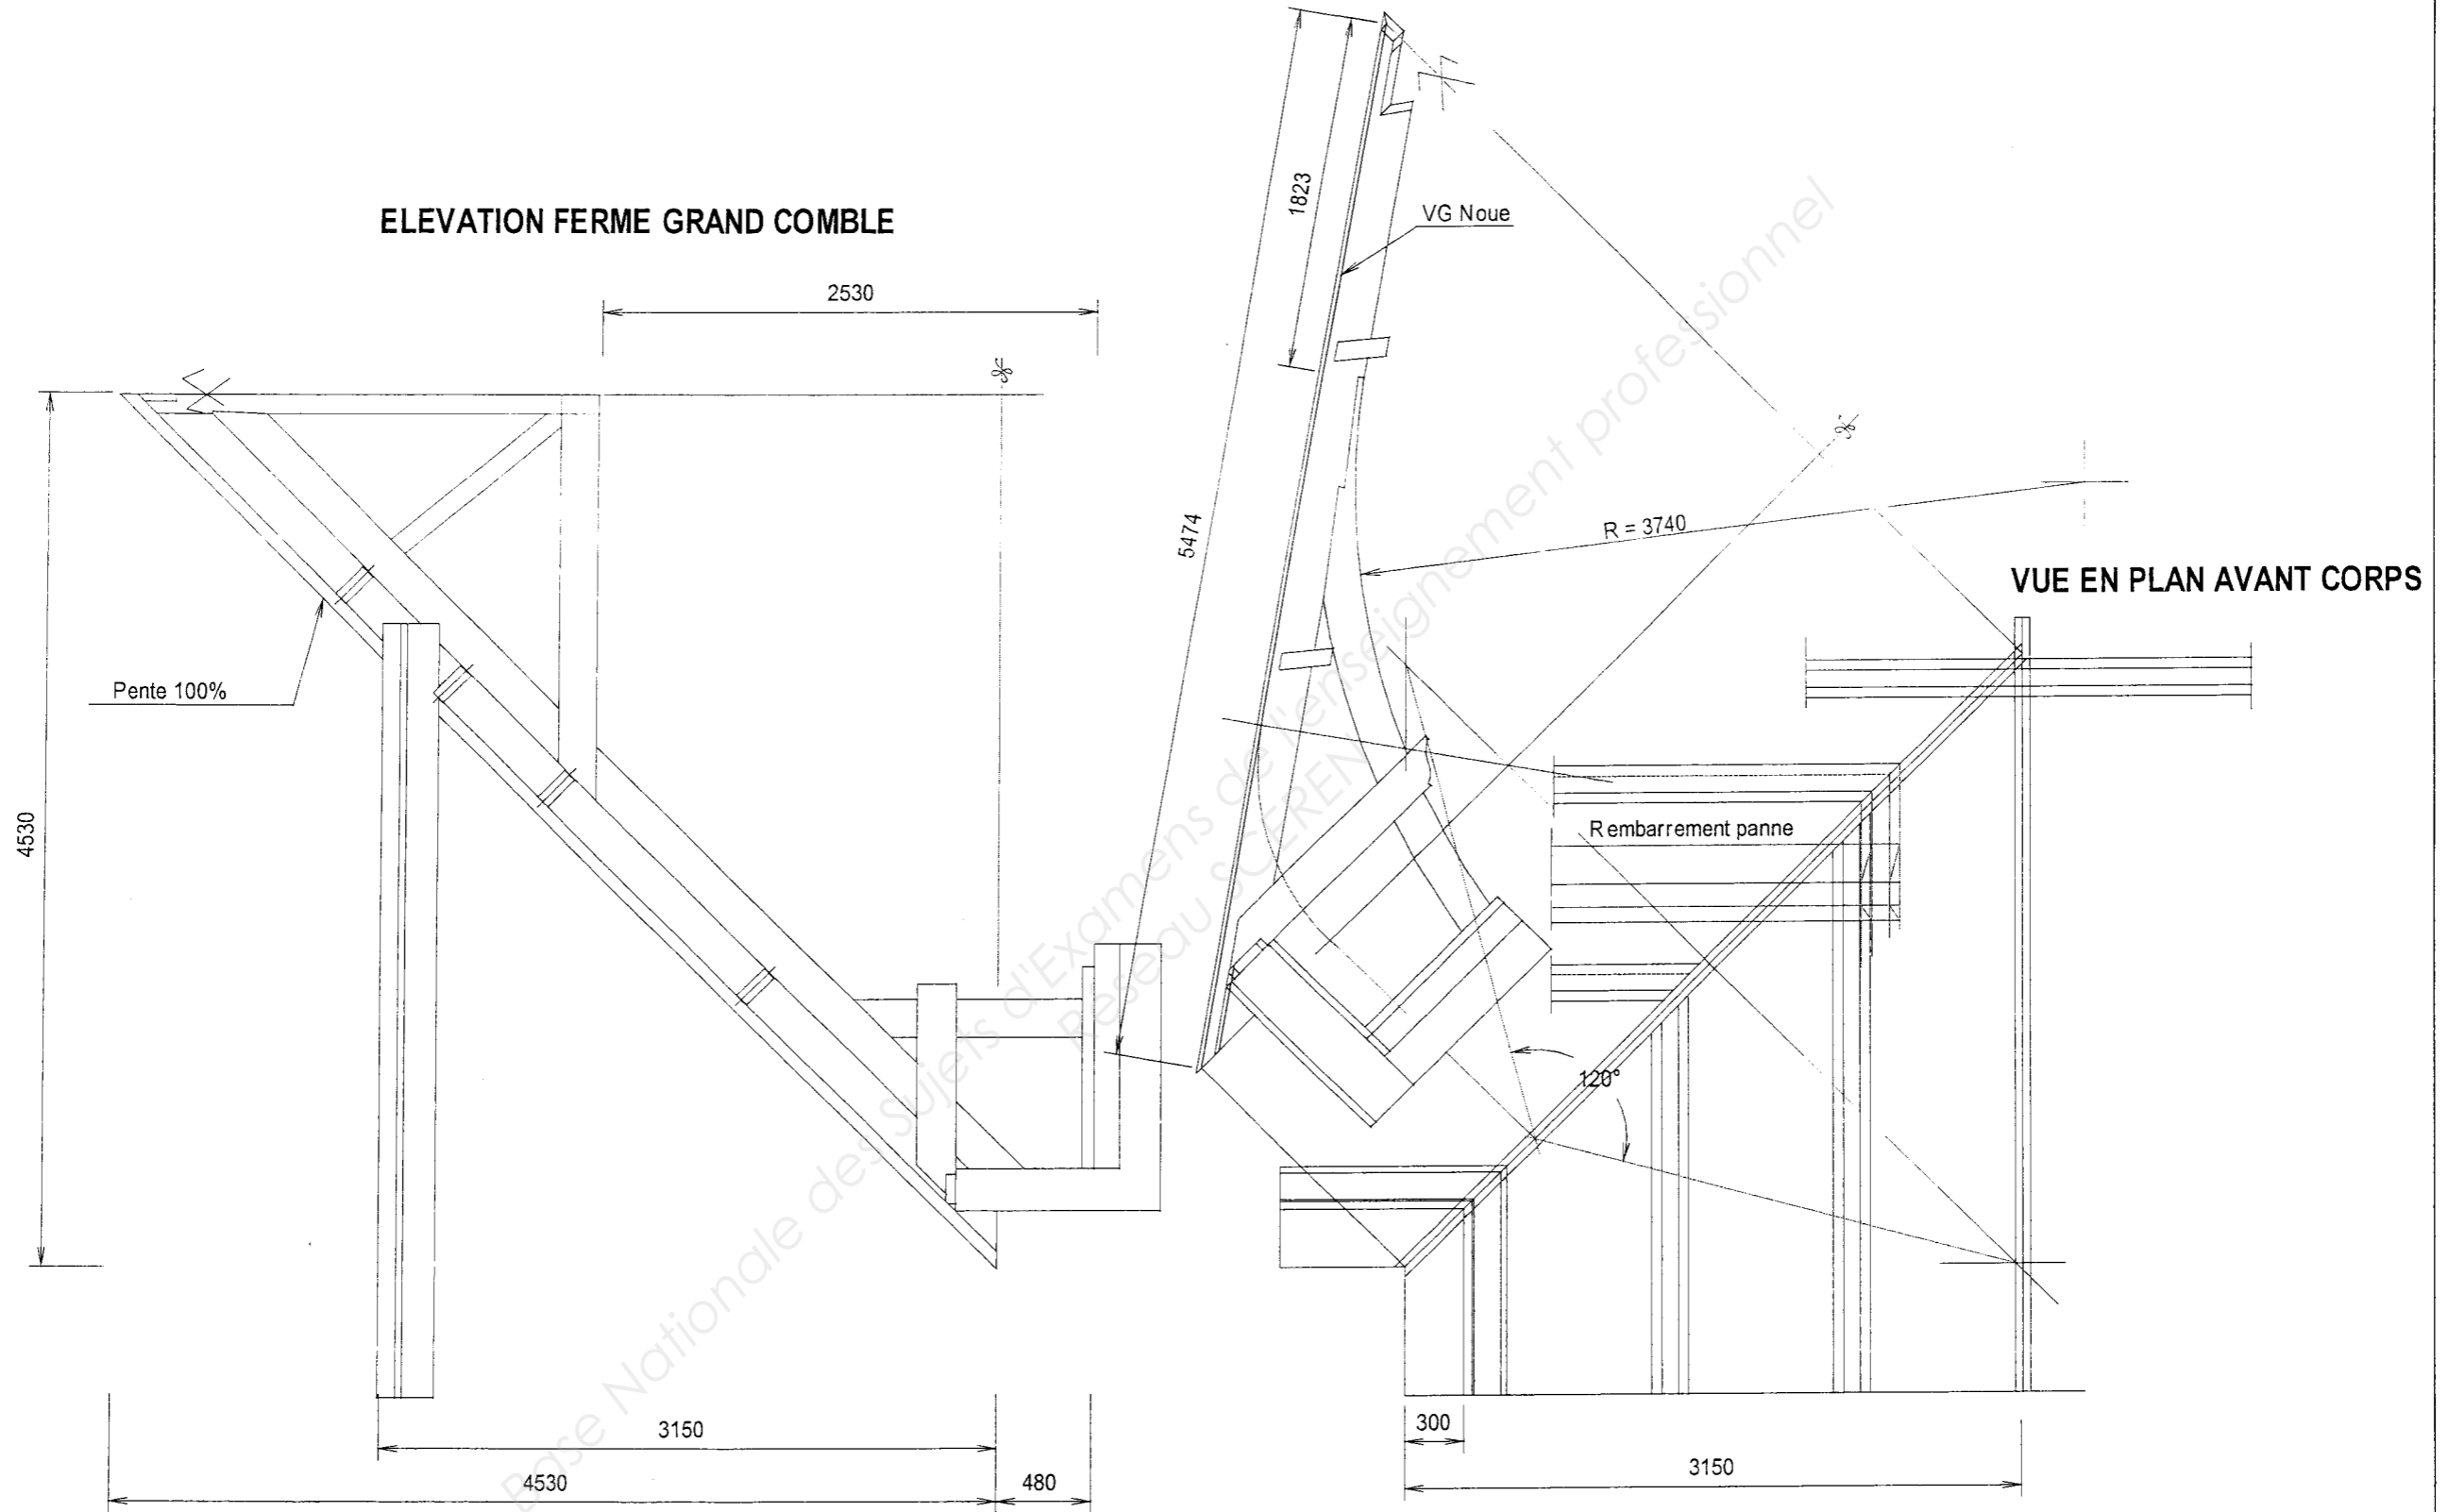 ELEVATION FERME GRAND COMBLE
2530
1823
VG Noue
5474
R = 3740
VUE EN PLAN AVANT CORPS
Pente 100%
4530
Rembarrement panne
120°
3150
4530
480
300
3150
Base Nationale des Sujets d'Examens de l'enseignement professionnel
Réseau SCEREN